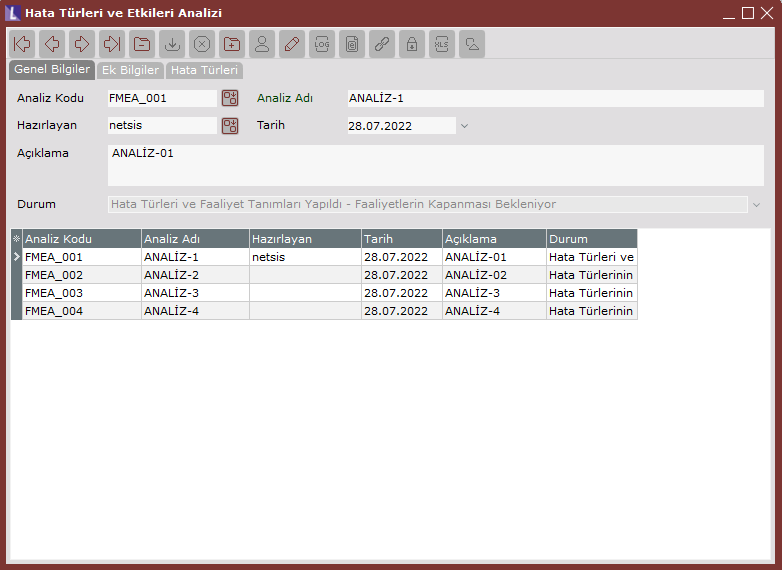 Hata Türleri ve Etkileri Analizi
LOG XLS
Genel Bilgiler Ek Bilgiler Hata Türleri
Analiz Kodu FMEA_001 Analiz Adı ANALİZ-1
Hazırlayan netsis Tarih 28.07.2022
Açıklama ANALİZ-01
Durum Hata Türleri ve Faaliyet Tanımları Yapıldı - Faaliyetlerin Kapanması Bekleniyor
Analiz Kodu Analiz Adı Hazırlayan Tarih Açıklama Durum
FMEA_001 ANALİZ-1 netsis 28.07.2022 ANALİZ-01 Hata Türleri ve
FMEA_002 ANALİZ-2 28.07.2022 ANALİZ-02 Hata Türlerinin
FMEA_003 ANALİZ-3 28.07.2022 ANALİZ-3 Hata Türlerinin
FMEA_004 ANALİZ-4 28.07.2022 ANALİZ-4 Hata Türlerinin